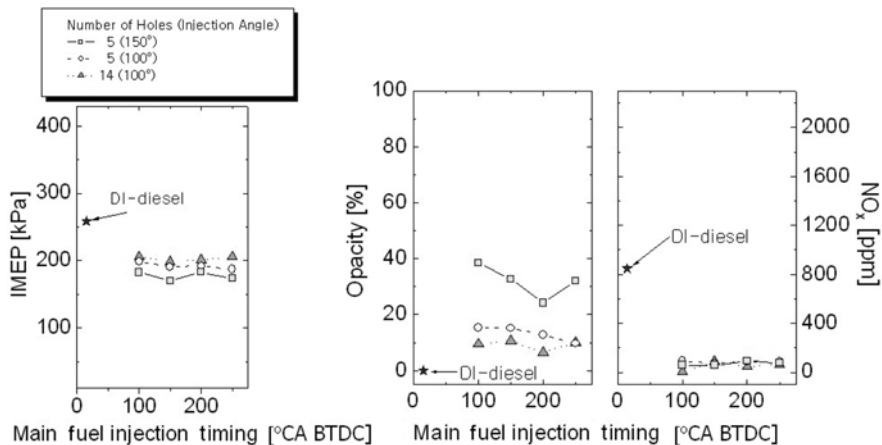 Number of Holes (Injection Angle)
5 (150°)
5 (100°)
14 (100°)
400
300
200
100
IMEP [kPa]
DI-diesel
0 100 200
Main fuel injection timing [°CA BTDC]
100
80
60
40
20
0
Opacity [%]
DI-diesel
0 100 200
2000
1600
1200
800
400
0
NOx [ppm]
DI-diesel
0 100 200
Main fuel injection timing [°CA BTDC]